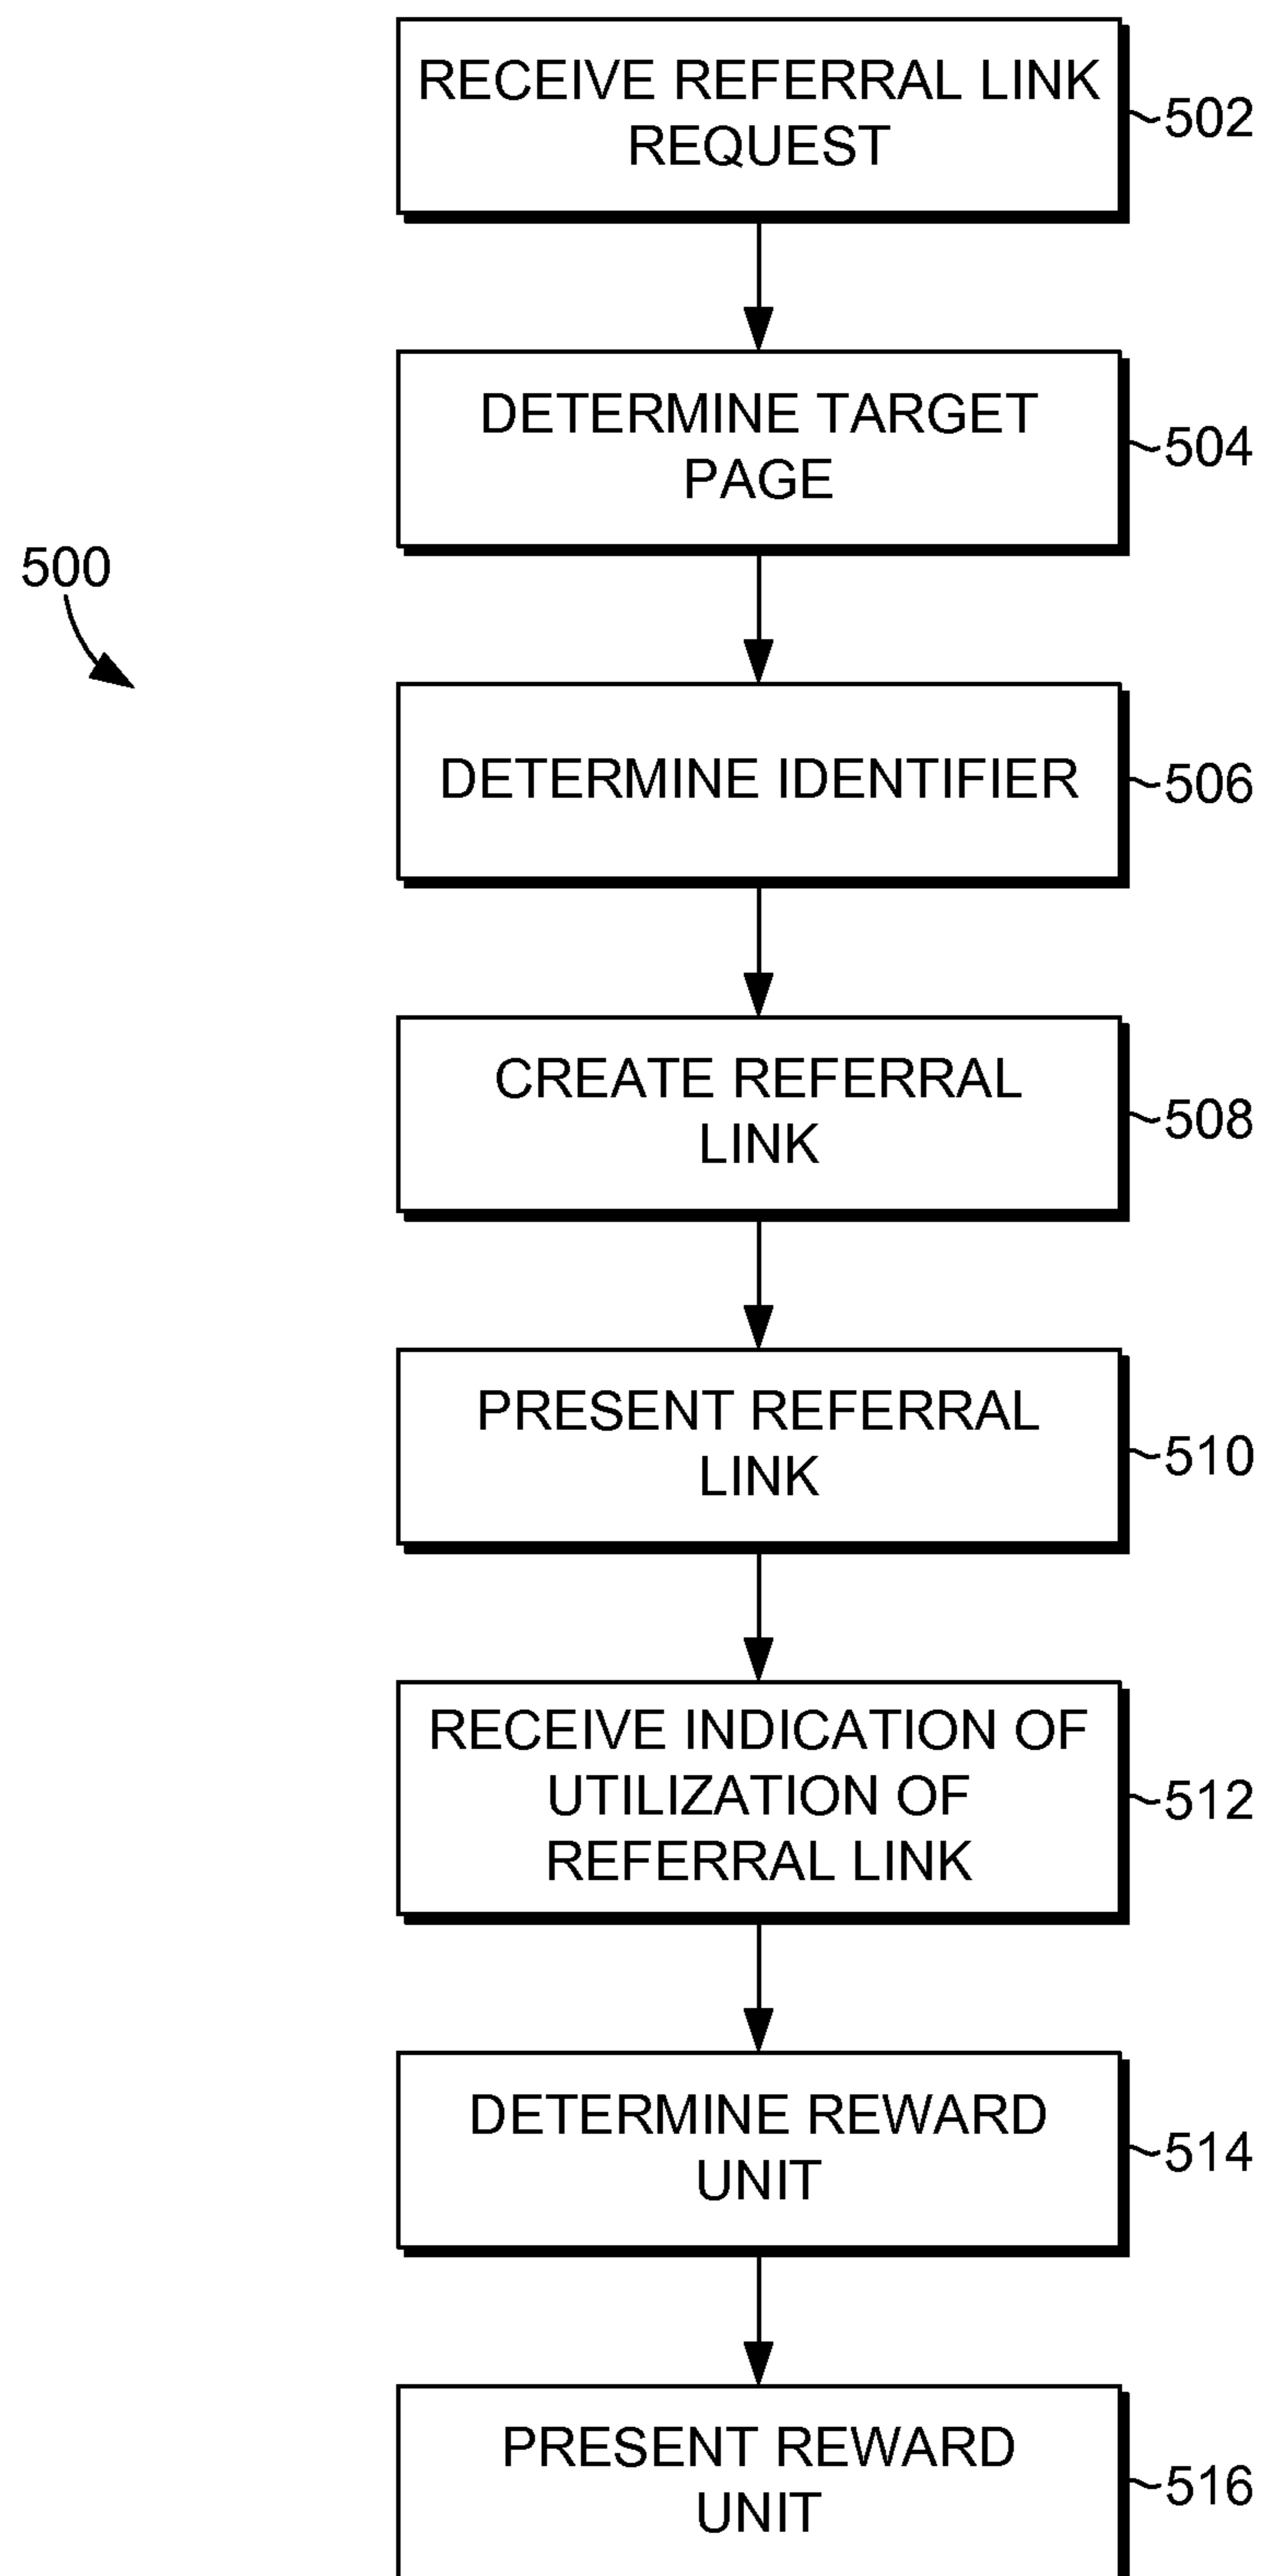 RECEIVE REFERRAL LINK
REQUEST
502
DETERMINE TARGET
PAGE
504
500
DETERMINE IDENTIFIER
506
CREATE REFERRAL
LINK
508
PRESENT REFERRAL
LINK
510
RECEIVE INDICATION OF
UTILIZATION OF
REFERRAL LINK
512
DETERMINE REWARD
UNIT
514
PRESENT REWARD
UNIT
516